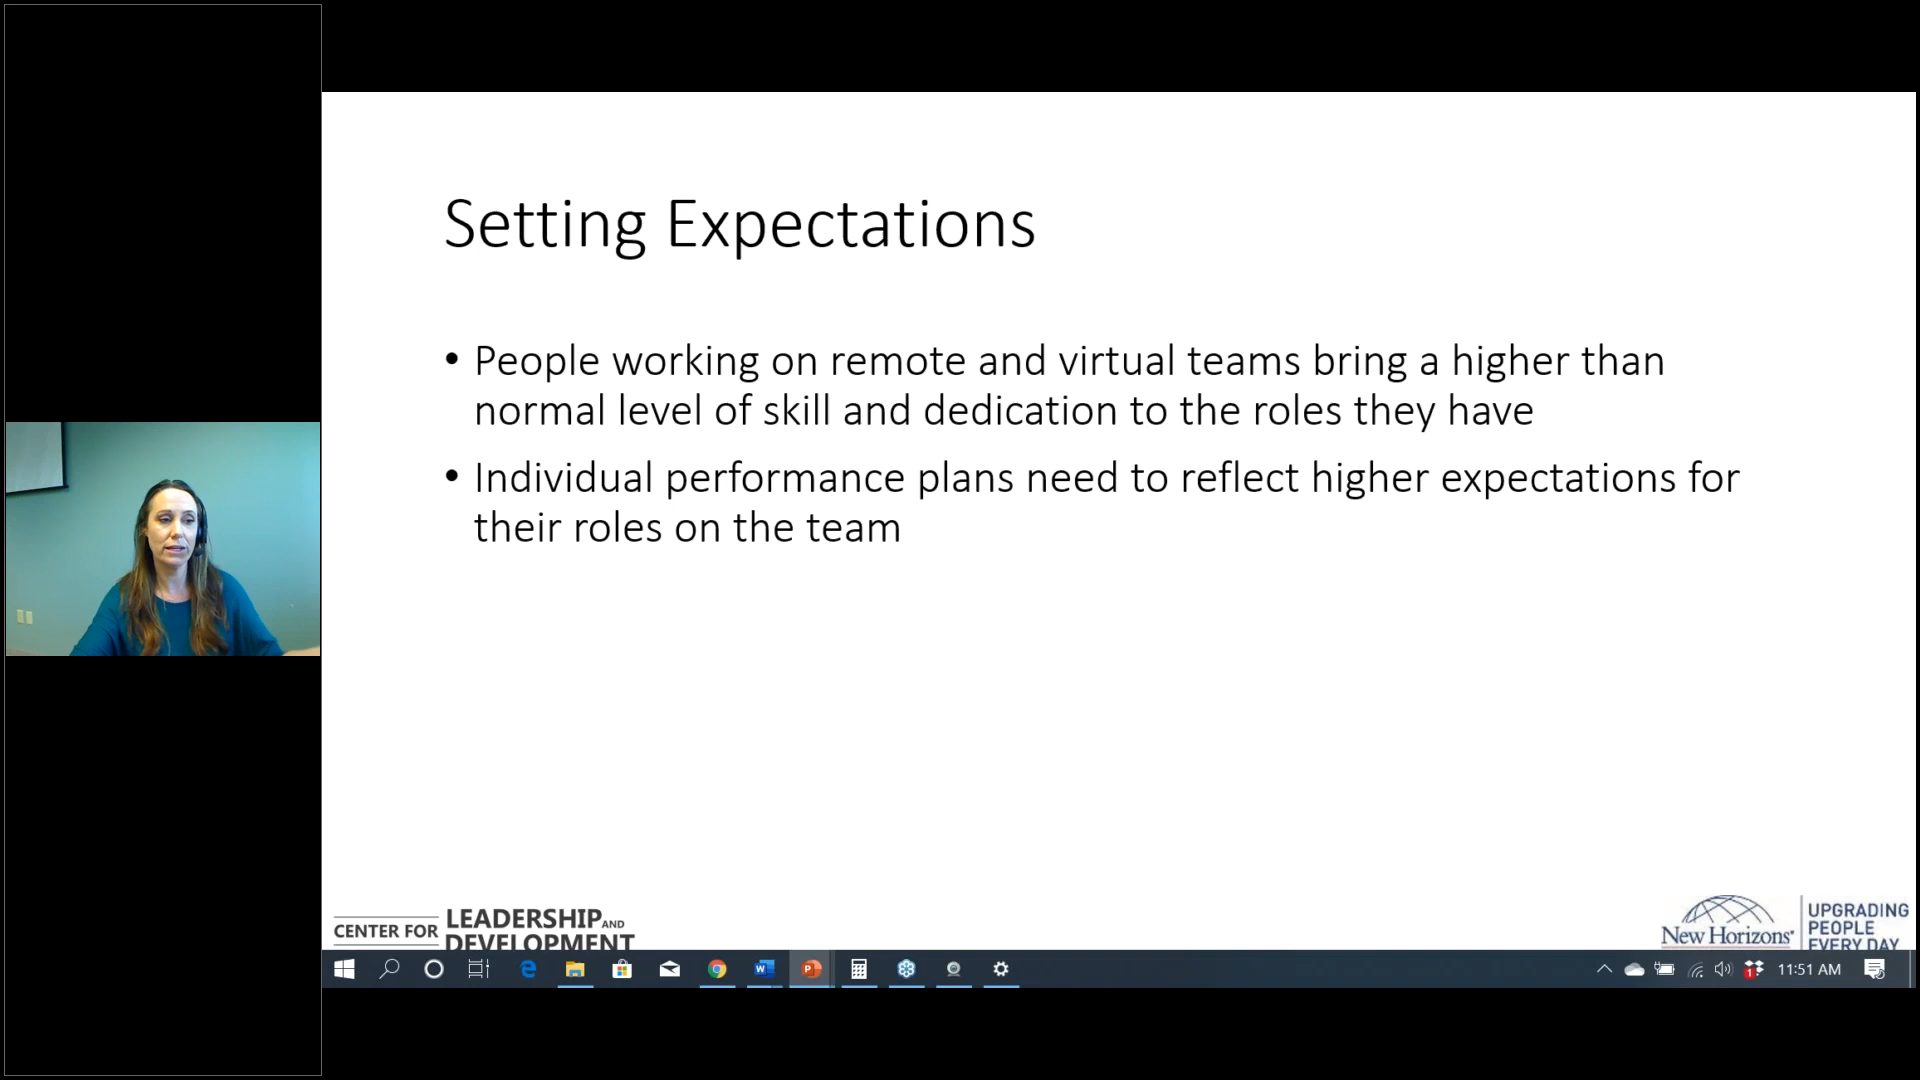 Setting Expectations
• People working on remote and virtual teams bring a higher than
normal level of skill and dedication to the roles they have
• Individual performance plans need to reflect higher expectations for
their roles on the team
CENTER FOR LEADERSHIP AND
DEVELOPMENT
New Horizons®
UPGRADING
PEOPLE
EVERY DAY
11:51 AM